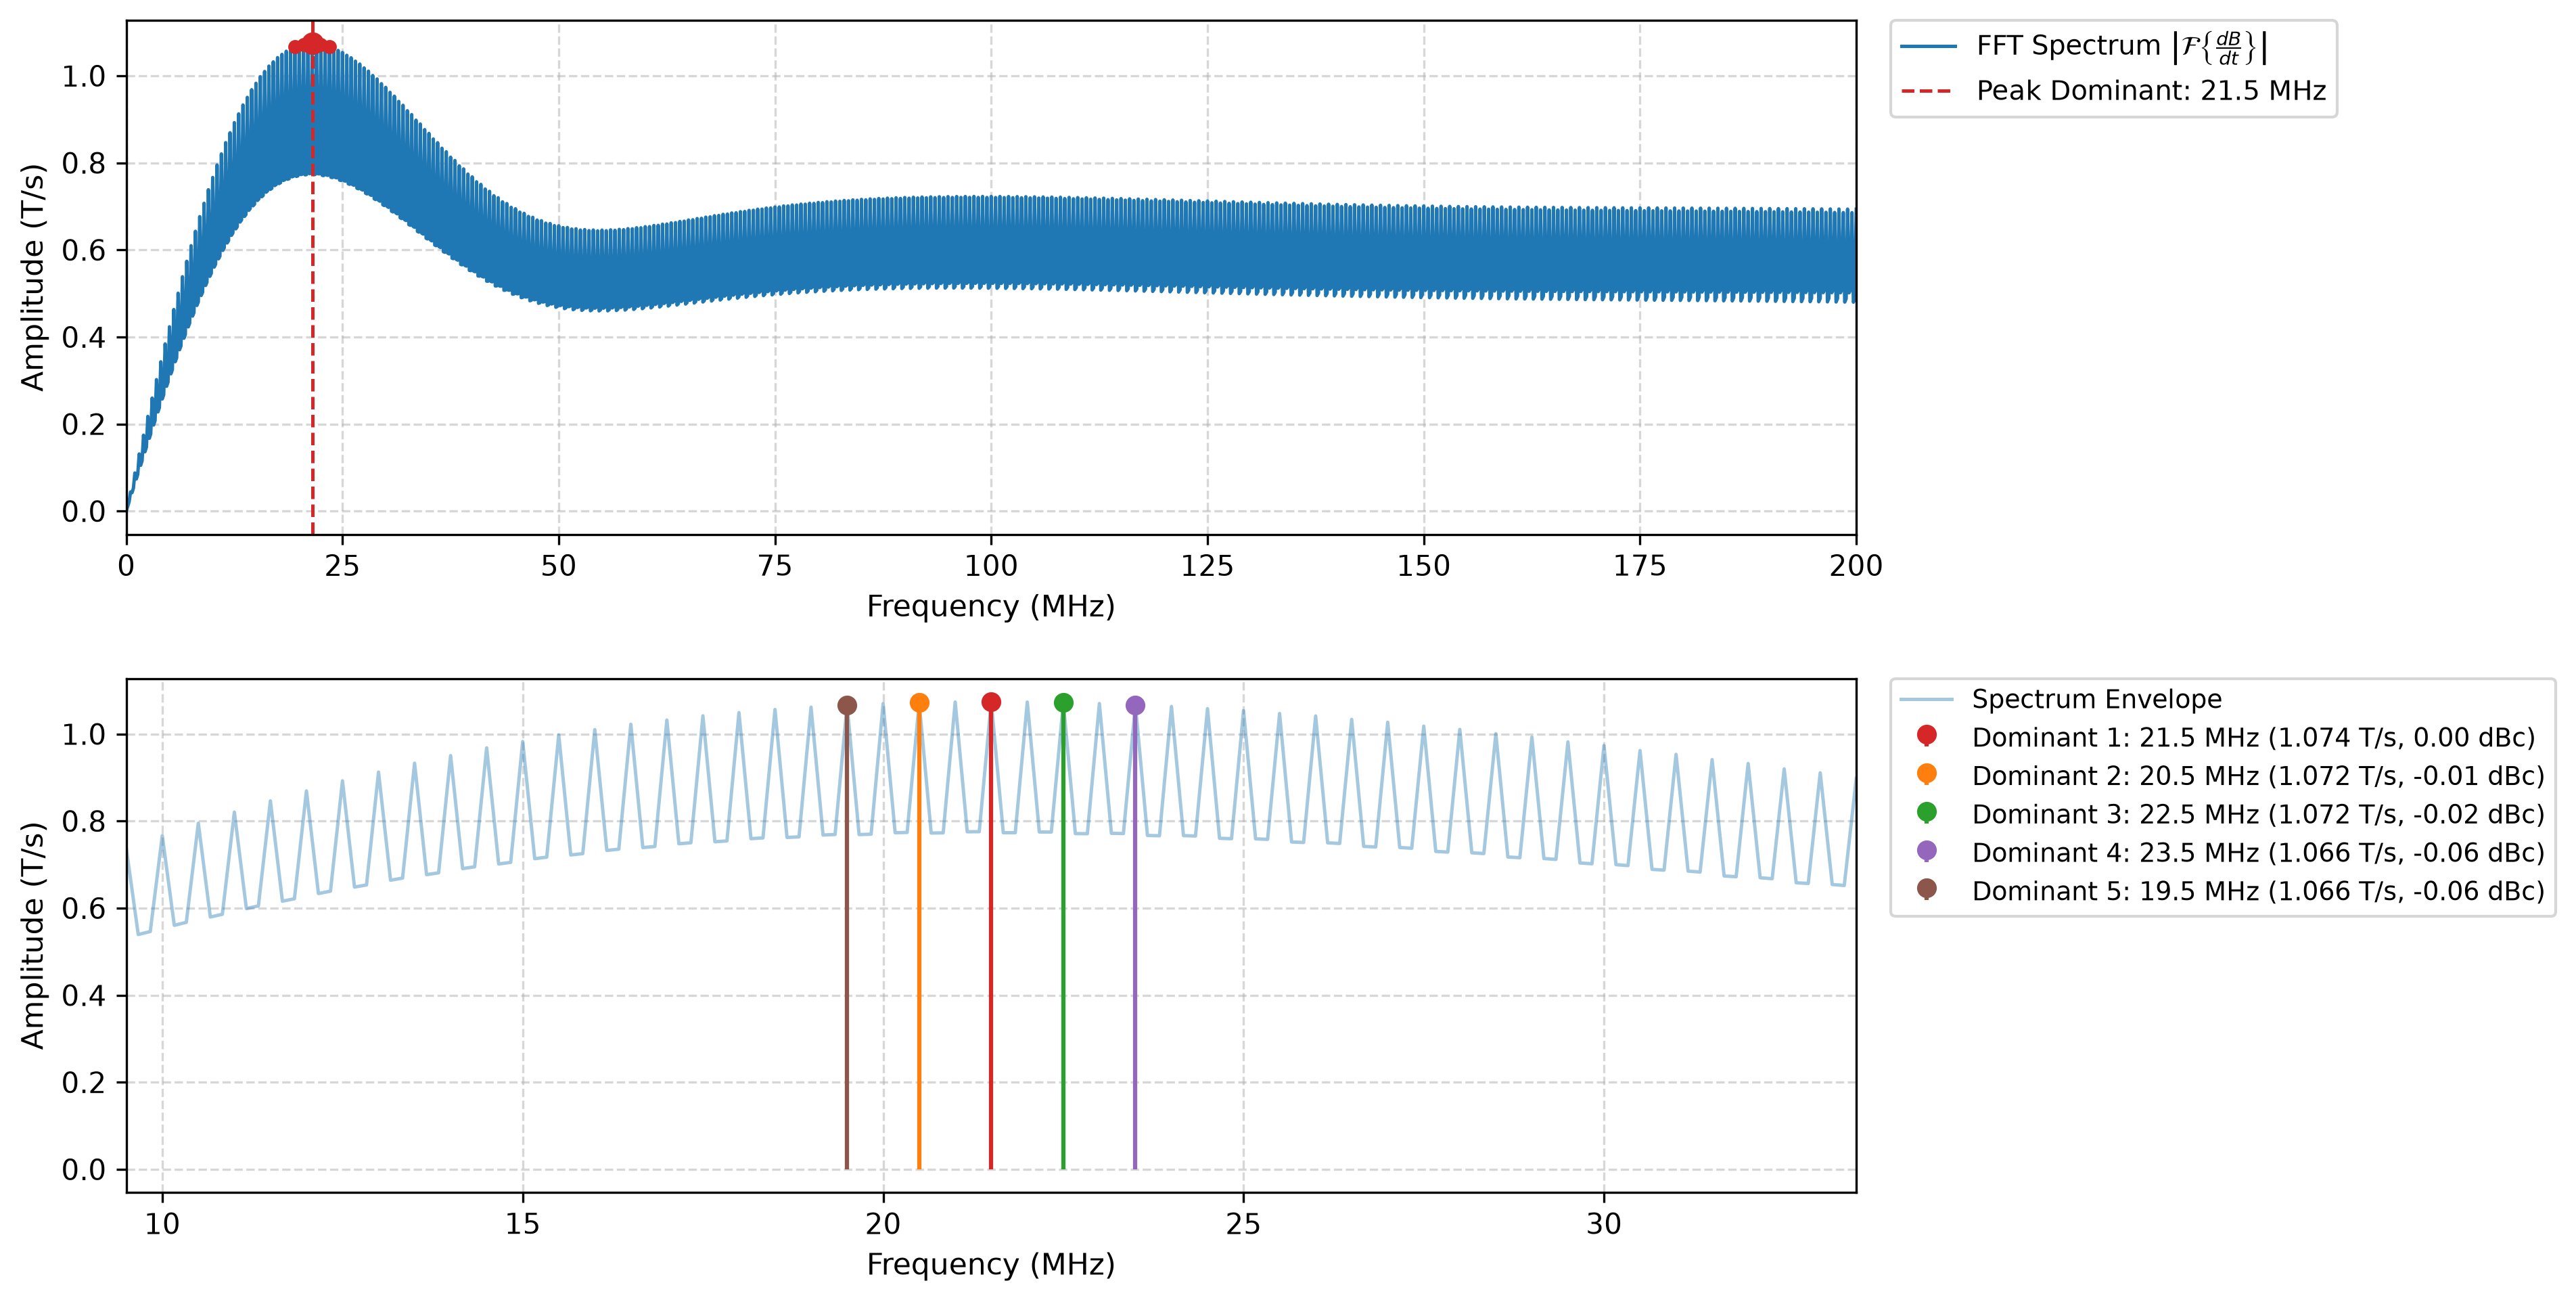 1.0
0.8
0.6
0.4
0.2
0.0
Amplitude (T/s)
0 25 50 75 100 125 150 175 200
Frequency (MHz)
FFT Spectrum |ℱ{dB/dt}|
Peak Dominant: 21.5 MHz
1.0
0.8
0.6
0.4
0.2
0.0
Amplitude (T/s)
10 15 20 25 30
Frequency (MHz)
Spectrum Envelope
Dominant 1: 21.5 MHz (1.074 T/s, 0.00 dBc)
Dominant 2: 20.5 MHz (1.072 T/s, -0.01 dBc)
Dominant 3: 22.5 MHz (1.072 T/s, -0.02 dBc)
Dominant 4: 23.5 MHz (1.066 T/s, -0.06 dBc)
Dominant 5: 19.5 MHz (1.066 T/s, -0.06 dBc)